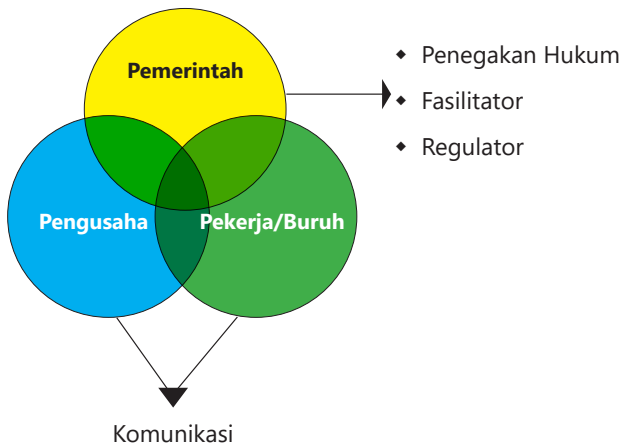 Pemerintah
◆ Penegakan Hukum
◆ Fasilitator
◆ Regulator
Pengusaha
Pekerja/Buruh
Komunikasi